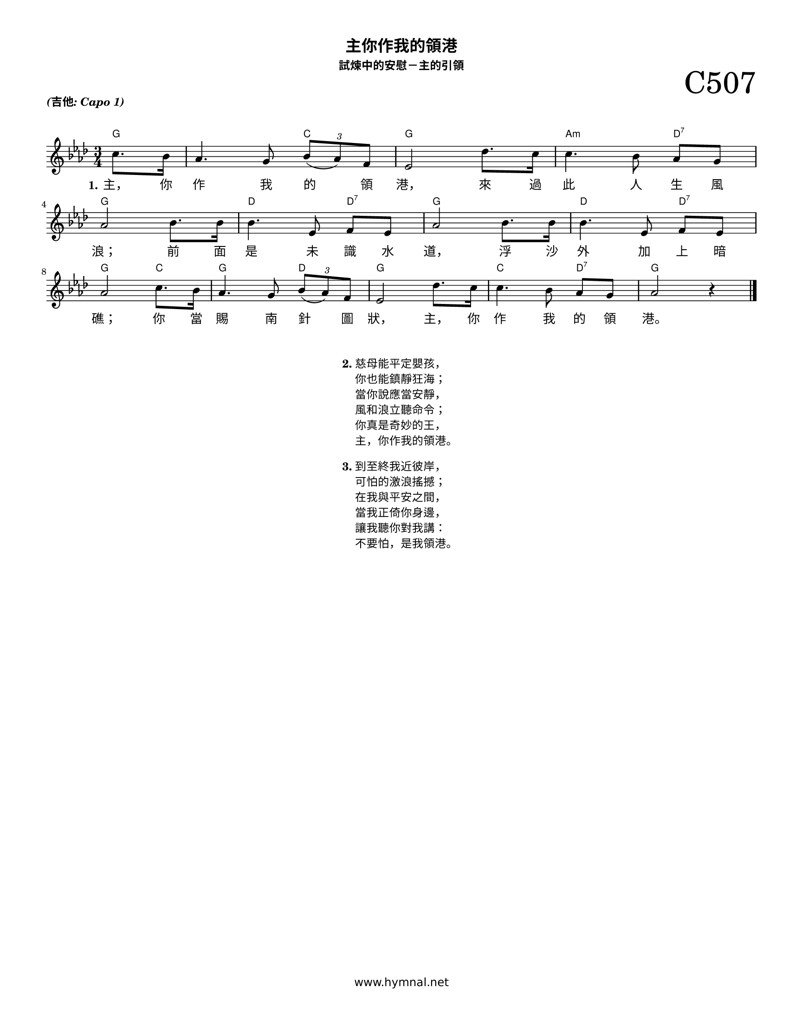 主你作我的領港
試煉中的安慰－主的引領
C507
(吉他: Capo 1)
G C 3 G Am D7
1. 主， 你 作 我 的 領 港， 來 過 此 人 生 風
4 G D D7 G D D7
浪； 前 面 是 未 識 水 道， 浮 沙 外 加 上 暗
8 G C G D 3 G C D7 G
礁； 你 當 賜 南 針 圖 狀， 主， 你 作 我 的 領 港。
2. 慈母能平定嬰孩，
你也能鎮靜狂海；
當你說應當安靜，
風和浪立聽命令；
你真是奇妙的王，
主，你作我的領港。
3. 到至終我近彼岸，
可怕的激浪搖撼；
在我與平安之間，
當我正倚你身邊，
讓我聽你對我講：
不要怕，是我領港。
www.hymnal.net